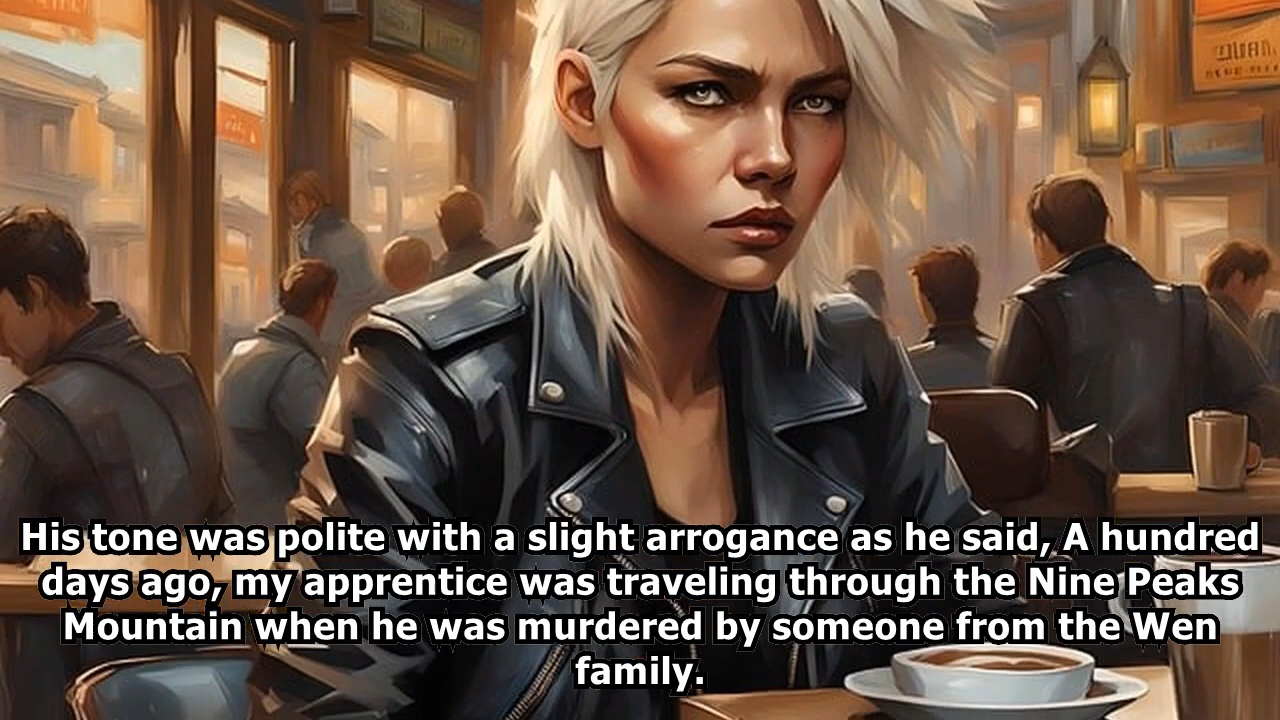 His tone was polite with a slight arrogance as he said, A hundred
days ago, my apprentice was traveling through the Nine Peaks
Mountain when he was murdered by someone from the Wen
family.